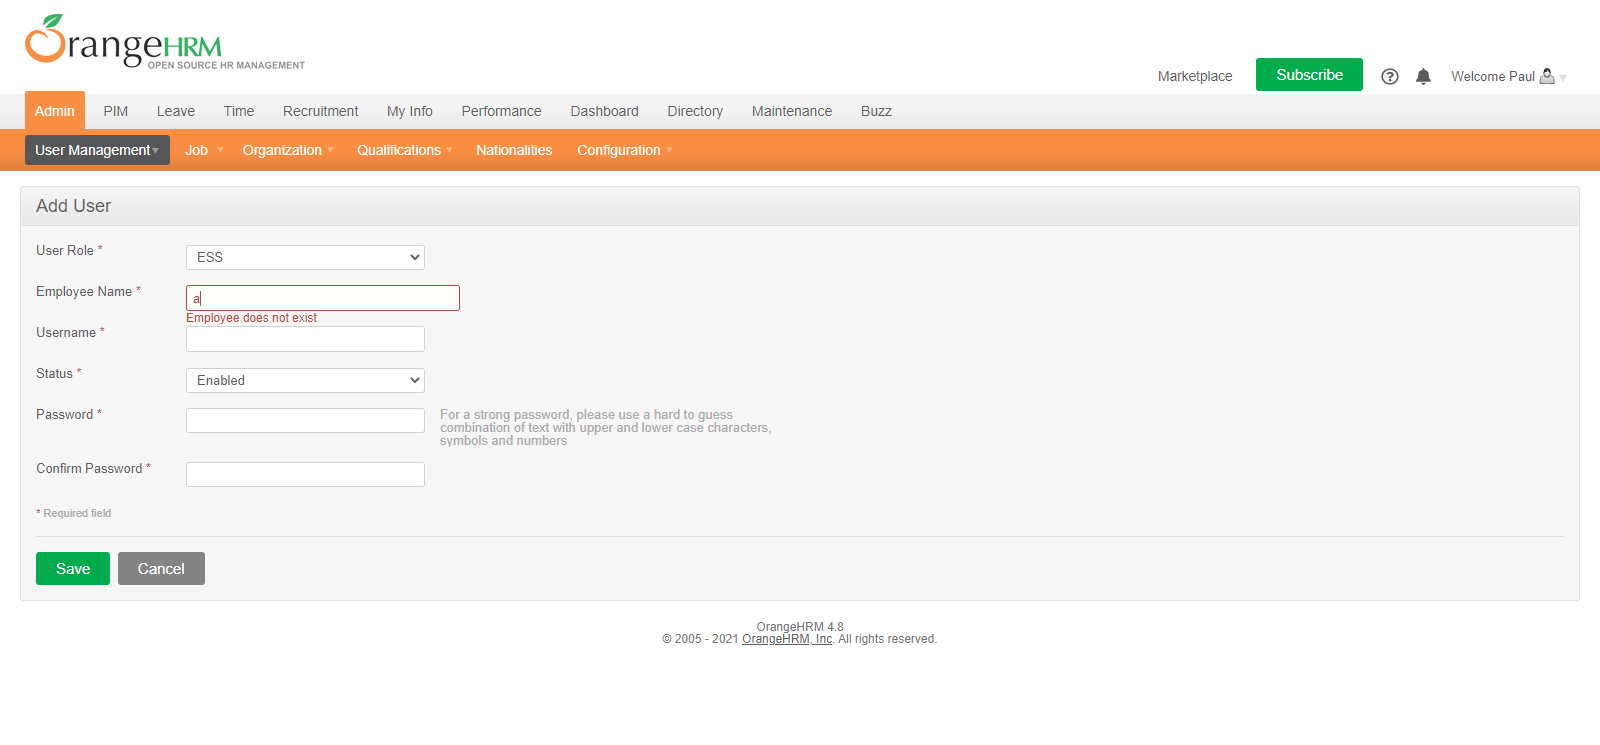 OrangeHRM
OPEN SOURCE HR MANAGEMENT
Marketplace
Subscribe
?
Welcome Paul
Admin PIM Leave Time Recruitment My Info Performance Dashboard Directory Maintenance Buzz
User Management Job Organization Qualifications Nationalities Configuration
Add User
User Role *
ESS
Employee Name *
a
Employee does not exist
Username *
Status *
Enabled
Password *
For a strong password, please use a hard to guess
combination of text with upper and lower case characters,
symbols and numbers
Confirm Password *
* Required field
Save
Cancel
OrangeHRM 4.8
© 2005 - 2021 OrangeHRM, Inc. All rights reserved.